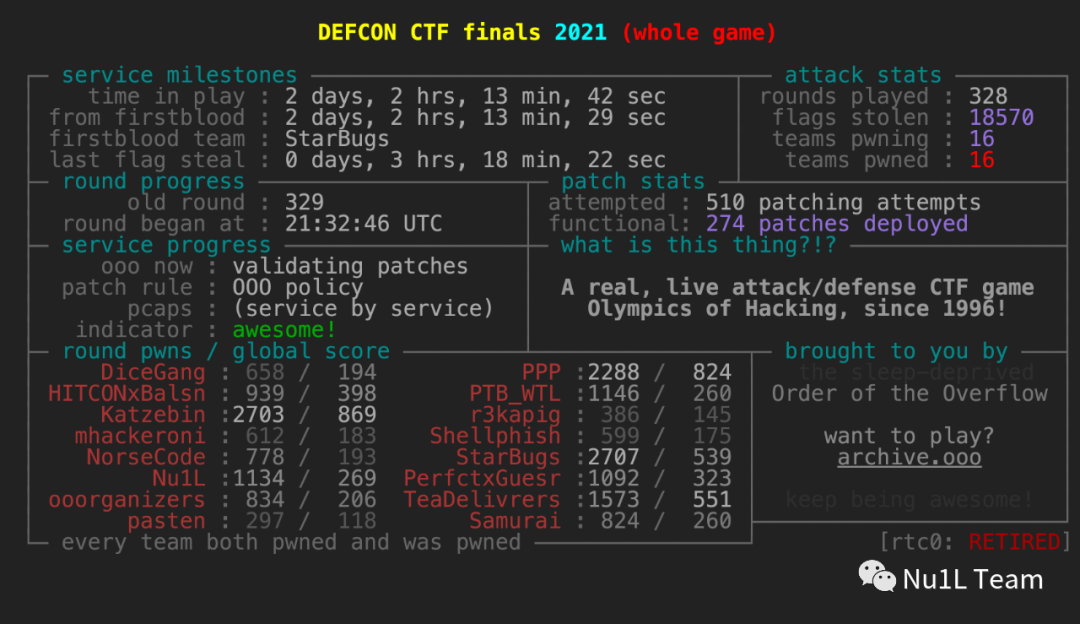 DEFCON CTF finals 2021 (whole game)
service milestones
time in play : 2 days, 2 hrs, 13 min, 42 sec
from firstblood : 2 days, 2 hrs, 13 min, 29 sec
firstblood team : StarBugs
last flag steal : 0 days, 3 hrs, 18 min, 22 sec
attack stats
rounds played : 328
flags stolen : 18570
teams pwning : 16
teams pwned : 16
round progress
old round : 329
round began at : 21:32:46 UTC
patch stats
attempted : 510 patching attempts
functional: 274 patches deployed
service progress
ooo now : validating patches
patch rule : OOO policy
pcaps : (service by service)
indicator : awesome!
what is this thing?!?
A real, live attack/defense CTF game
Olympics of Hacking, since 1996!
round pwns / global score
DiceGang : 658 / 194
HITCONxBalsn : 939 / 398
Katzebin :2703 / 869
mhackeroni : 612 / 183
NorseCode : 778 / 193
Nu1L :1134 / 269
ooorganizers : 834 / 206
pasten : 297 / 118
PPP :2288 / 824
PTB_WTL :1146 / 260
r3kapig : 386 / 145
Shellphish : 599 / 175
StarBugs :2707 / 539
PerfctxGuesr :1092 / 323
TeaDelivrers :1573 / 551
Samurai : 824 / 260
every team both pwned and was pwned
brought to you by
the sleep-deprived
Order of the Overflow
want to play?
archive.ooo
keep being awesome!
[rtc0: RETIRED]
Nu1L Team